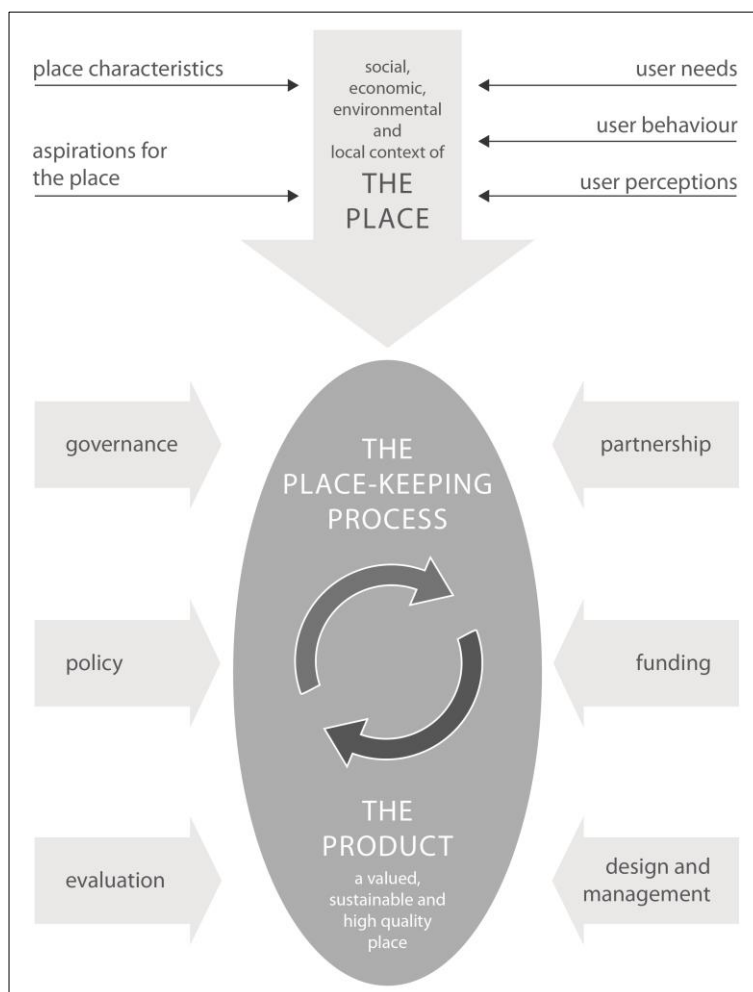 place characteristics
aspirations for
the place
social,
economic,
environmental
and
local context of
THE
PLACE
user needs
user behaviour
user perceptions
governance
policy
evaluation
THE
PLACE-KEEPING
PROCESS
THE
PRODUCT
a valued,
sustainable and
high quality
place
partnership
funding
design and
management